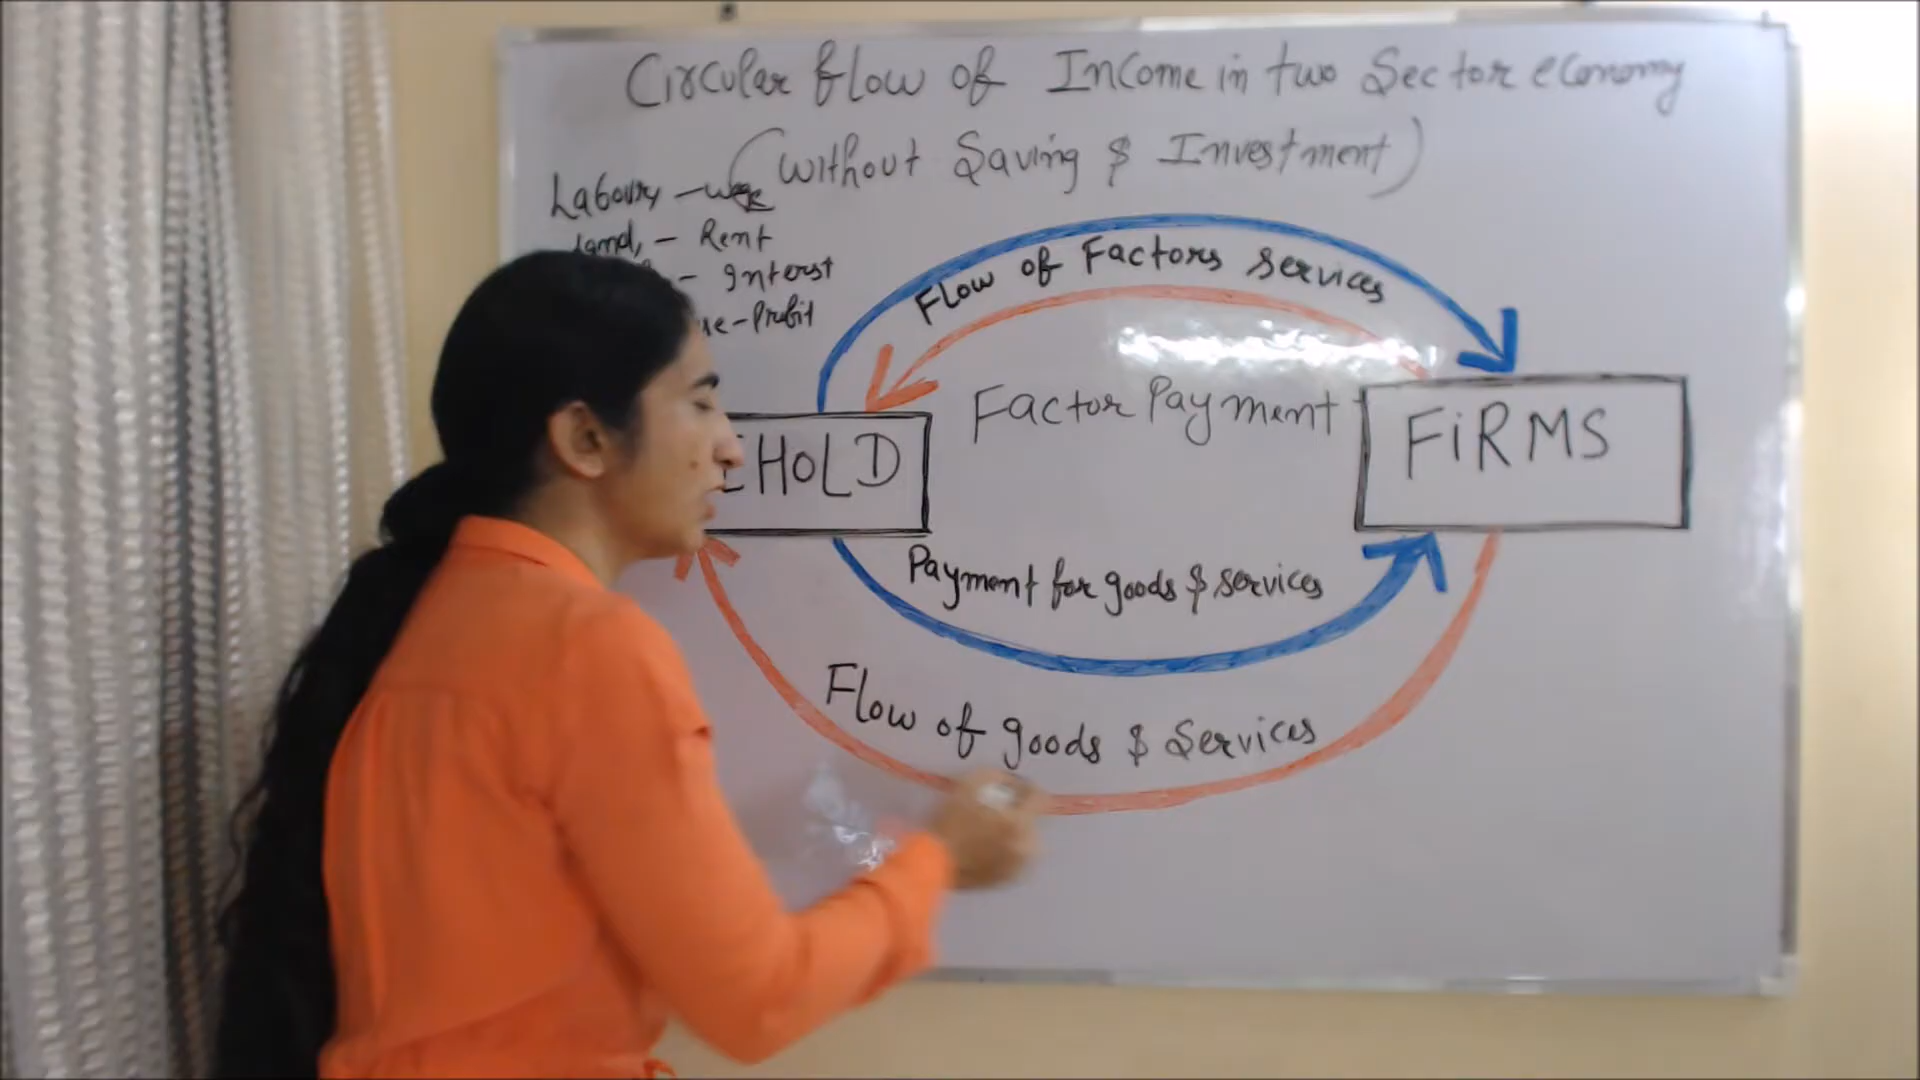 Circular flow of Income in two Sector economy
(without Saving $ Investment)
Labour, - wage
Land, - Rent
- Interst
- Profit
Flow of Factors services
Factor Payment
EHOLD
FiRMS
Payment for goods $ services
Flow of goods $ Services